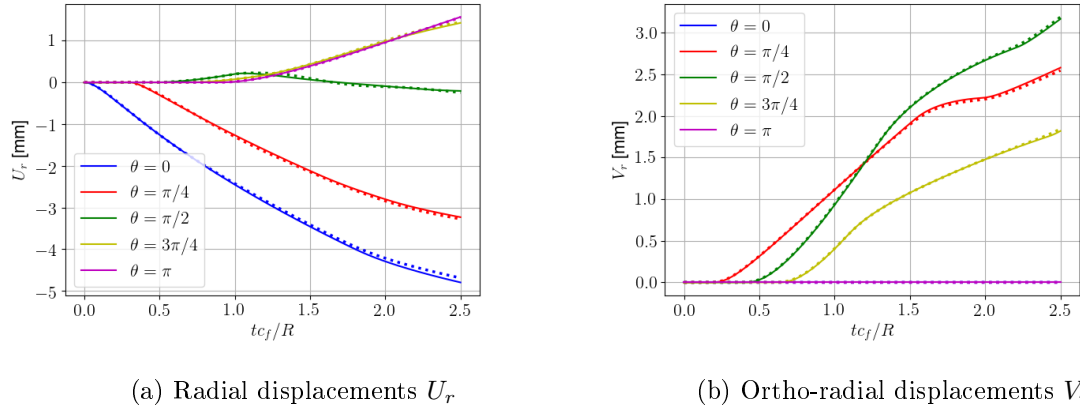 1
0
−1
−2
−3
−4
−5
U_r [mm]
θ = 0
θ = π/4
θ = π/2
θ = 3π/4
θ = π
0.0 0.5 1.0 1.5 2.0 2.5
tc_f/R
(a) Radial displacements U_r
3.0
2.5
2.0
1.5
1.0
0.5
0.0
V_r [mm]
θ = 0
θ = π/4
θ = π/2
θ = 3π/4
θ = π
0.0 0.5 1.0 1.5 2.0 2.5
tc_f/R
(b) Ortho-radial displacements V